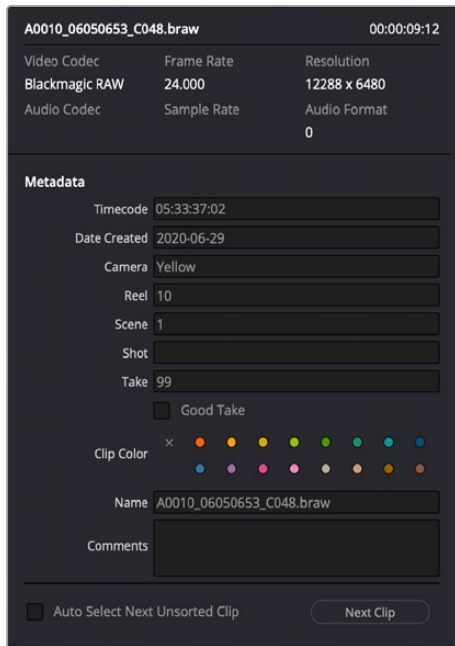 A0010_06050653_C048.braw 00:00:09:12
Video Codec Frame Rate Resolution
Blackmagic RAW 24.000 12288 x 6480
Audio Codec Sample Rate Audio Format
0
Metadata
Timecode 05:33:37:02
Date Created 2020-06-29
Camera Yellow
Reel 10
Scene 1
Shot
Take 99
Good Take
Clip Color
Name A0010_06050653_C048.braw
Comments
Auto Select Next Unsorted Clip Next Clip